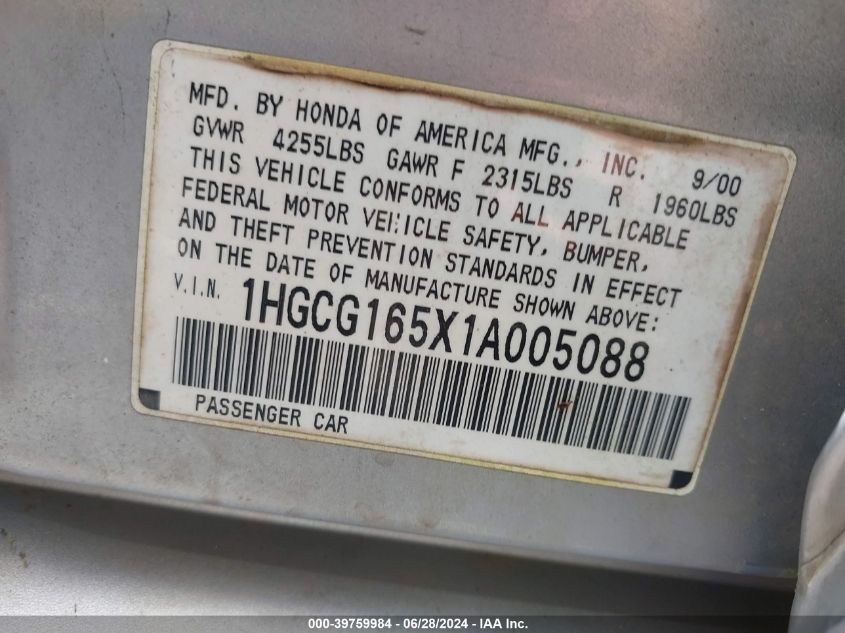 MFD. BY HONDA OF AMERICA MFG., INC. 9/00
GVWR 4255LBS GAWR F 2315LBS R 1960LBS
THIS VEHICLE CONFORMS TO ALL APPLICABLE
FEDERAL MOTOR VEHICLE SAFETY, BUMPER,
AND THEFT PREVENTION STANDARDS IN EFFECT
ON THE DATE OF MANUFACTURE SHOWN ABOVE:
V.I.N. 1HGCG165X1A005088
PASSENGER CAR
000-39759984 - 06/28/2024 - IAA Inc.